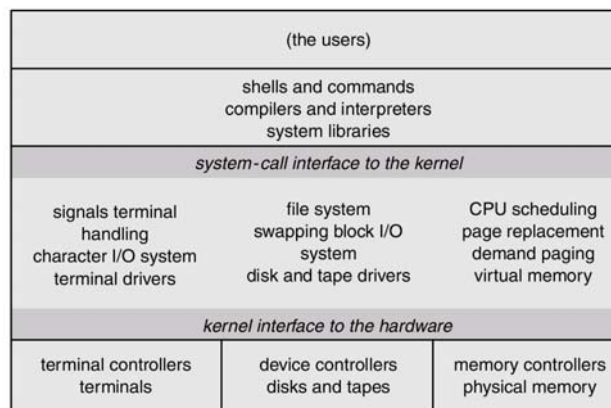 (the users)
shells and commands
compilers and interpreters
system libraries
system-call interface to the kernel
signals terminal
handling
character I/O system
terminal drivers
file system
swapping block I/O
system
disk and tape drivers
CPU scheduling
page replacement
demand paging
virtual memory
kernel interface to the hardware
terminal controllers
terminals
device controllers
disks and tapes
memory controllers
physical memory